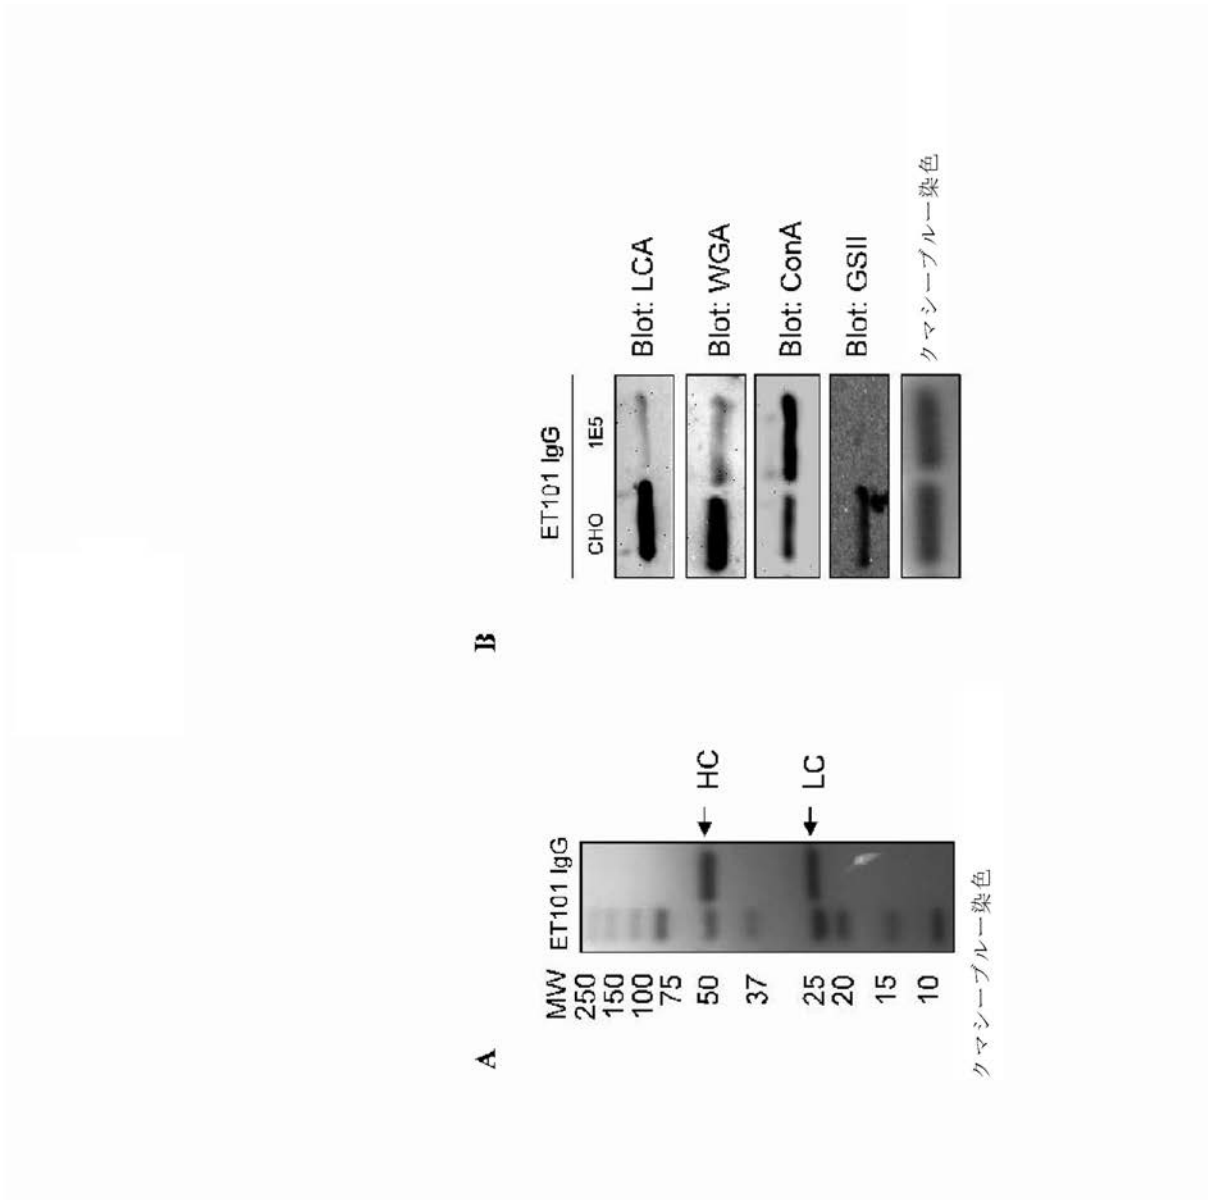 A
MW
ET101 IgG
250
150
100
75
50
37
25
20
15
10
HC
LC
クマシーブルー染色
B
ET101 IgG
CHO
1E5
Blot: LCA
Blot: WGA
Blot: ConA
Blot: GSII
クマシーブルー染色